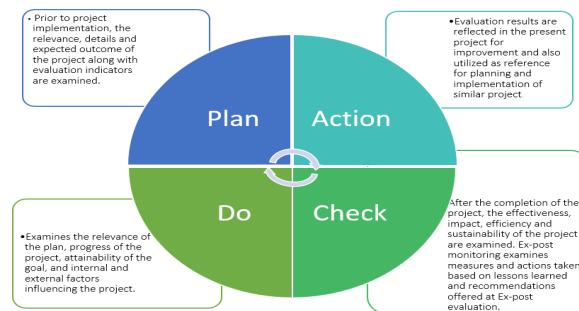 • Prior to project
implementation, the
relevance, details and
expected outcome of
the project along with
evaluation indicators
are examined.
•Evaluation results are
reflected in the present
project for
improvement and also
utilized as reference
for planning and
implementation of
similar project
Plan
Action
Do
Check
•Examines the relevance of
the plan, progress of the
project, attainability of the
goal, and internal and
external factors
influencing the project.
After the completion of the
project, the effectiveness,
impact, efficiency and
sustainability of the project
are examined. Ex-post
monitoring examines
measures and actions taken
based on lessons learned
and recommendations
offered at Ex-post
evaluation.